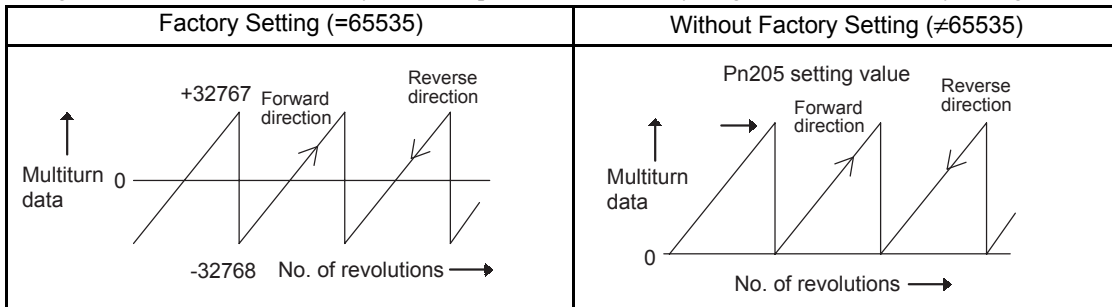 Factory Setting (=65535)
Without Factory Setting (≠65535)
+32767
Forward
direction
Reverse
direction
Multiturn
data
0
-32768
No. of revolutions
Pn205 setting value
Forward
direction
Reverse
direction
Multiturn
data
0
No. of revolutions